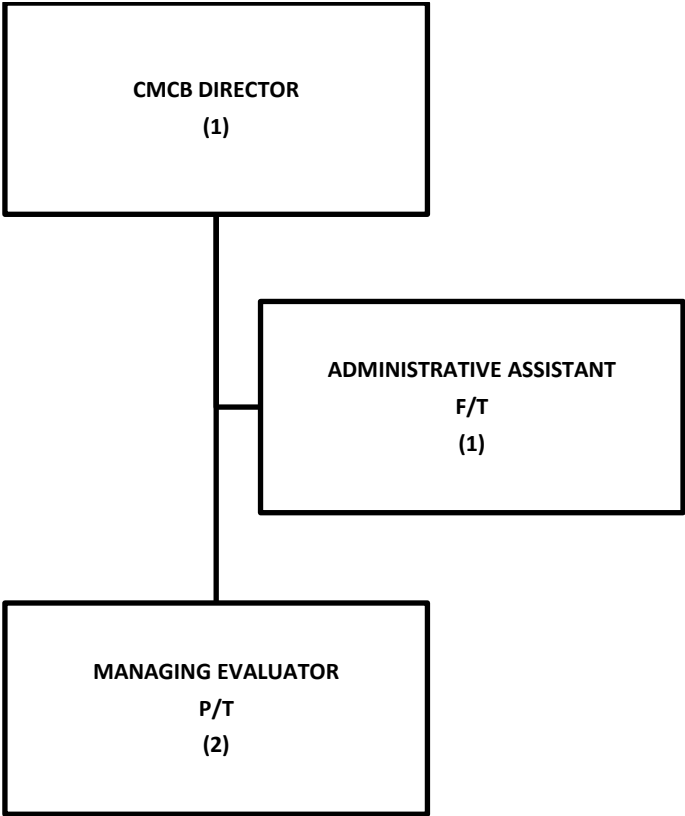 CMCB DIRECTOR
(1)
ADMINISTRATIVE ASSISTANT
F/T
(1)
MANAGING EVALUATOR
P/T
(2)